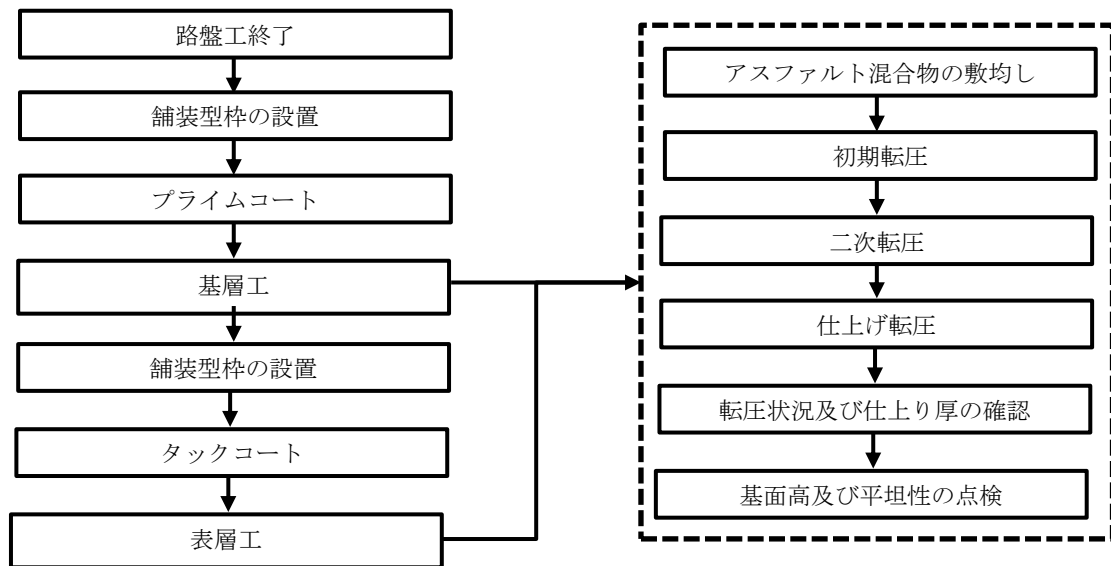 路盤工終了
舗装型枠の設置
プライムコート
基層工
舗装型枠の設置
タックコート
表層工
アスファルト混合物の敷均し
初期転圧
二次転圧
仕上げ転圧
転圧状況及び仕上り厚の確認
基面高及び平坦性の点検